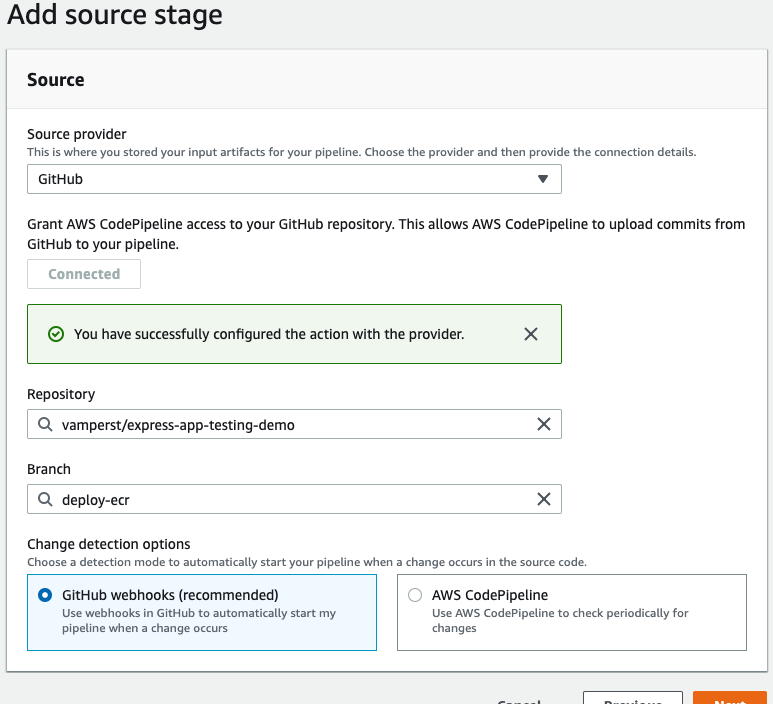 Add source stage
Source
Source provider
This is where you stored your input artifacts for your pipeline. Choose the provider and then provide the connection details.
GitHub
Grant AWS CodePipeline access to your GitHub repository. This allows AWS CodePipeline to upload commits from
GitHub to your pipeline.
Connected
You have successfully configured the action with the provider.
Repository
vamperst/express-app-testing-demo
Branch
deploy-ecr
Change detection options
Choose a detection mode to automatically start your pipeline when a change occurs in the source code.
GitHub webhooks (recommended)
Use webhooks in GitHub to automatically start my
pipeline when a change occurs
AWS CodePipeline
Use AWS CodePipeline to check periodically for
changes
Cancel
Previous
Next